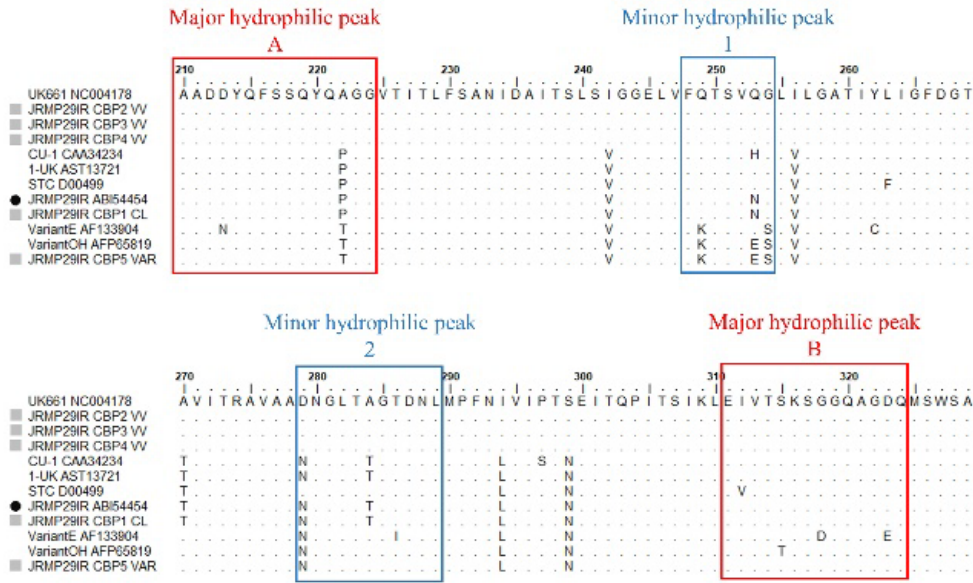 Major hydrophilic peak
A
Minor hydrophilic peak
1
210 220 230 240 250 260
UK661 NC004178 AADDYQFSSQYQAGGVTITLFSANIDAITSLSIGGELVFQTSVQGLILGATIYLIGFDGT
JRMP29IR CBP2 VV ............................................................
JRMP29IR CBP3 VV ............................................................
JRMP29IR CBP4 VV ............................................................
CU-1 CAA34234 ............P...................V..........H..V.............
1-UK AST13721 ............P...................V.............V.............
STC D00499 ............P...................V.............V......F......
JRMP29IR ABI54454 ............P...................V..........N..V.............
JRMP29IR CBP1 CL ............P...................V..........N..V.............
VariantE AF133904 ...N........T...................V......K....S.V.....C.......
VariantOH AFP65819 ............T...................V......K...ES.V.............
JRMP29IR CBP5 VAR ............T...................V......K...ES.V.............
Minor hydrophilic peak
2
Major hydrophilic peak
B
270 280 290 300 310 320
UK661 NC004178 AVITRAVAADNGLTAGTDNLMPFNIVIPTSEITQPITSIKLEIVTSKSGGQAGDQMSWSA
JRMP29IR CBP2 VV ............................................................
JRMP29IR CBP3 VV ............................................................
JRMP29IR CBP4 VV ............................................................
CU-1 CAA34234 T........N....T.........L..S.N..............................
1-UK AST13721 T........N....T.........L....N..............................
STC D00499 T.......................L....N............V.................
JRMP29IR ABI54454 T........N....T.........L....N..............................
JRMP29IR CBP1 CL T........N....T.........L....N..............................
VariantE AF133904 .........N......I.......L....N..................D....E......
VariantOH AFP65819 .........N..............L....N...............T..............
JRMP29IR CBP5 VAR .........N..............L....N..............................